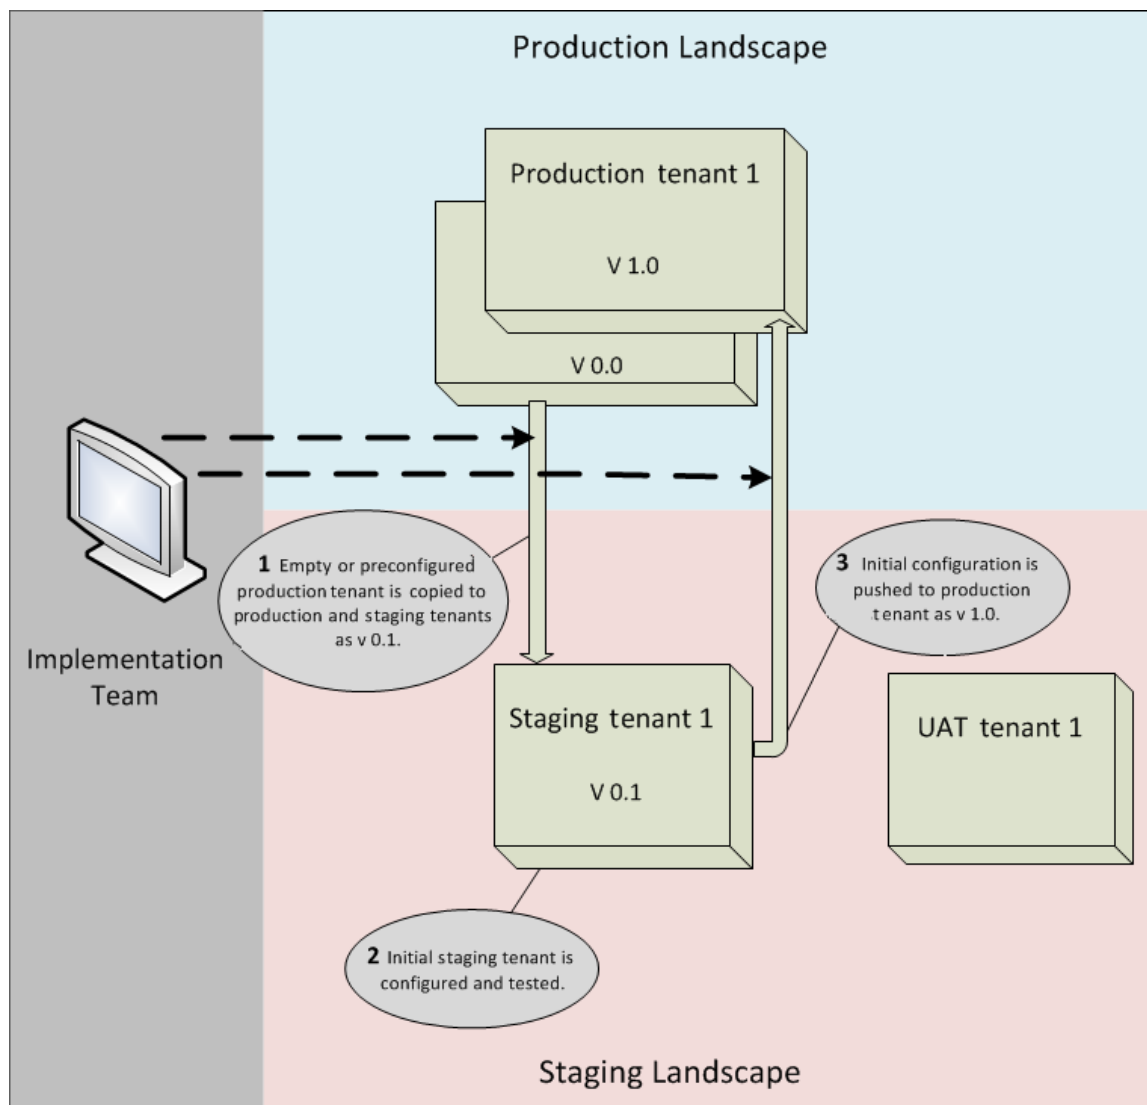 Production Landscape
Production tenant 1
V 1.0
V 0.0
1 Empty or preconfigured
production tenant is copied to
production and staging tenants
as v 0.1.
3 Initial configuration is
pushed to production
tenant as v 1.0.
Implementation
Team
Staging tenant 1
V 0.1
UAT tenant 1
2 Initial staging tenant is
configured and tested.
Staging Landscape